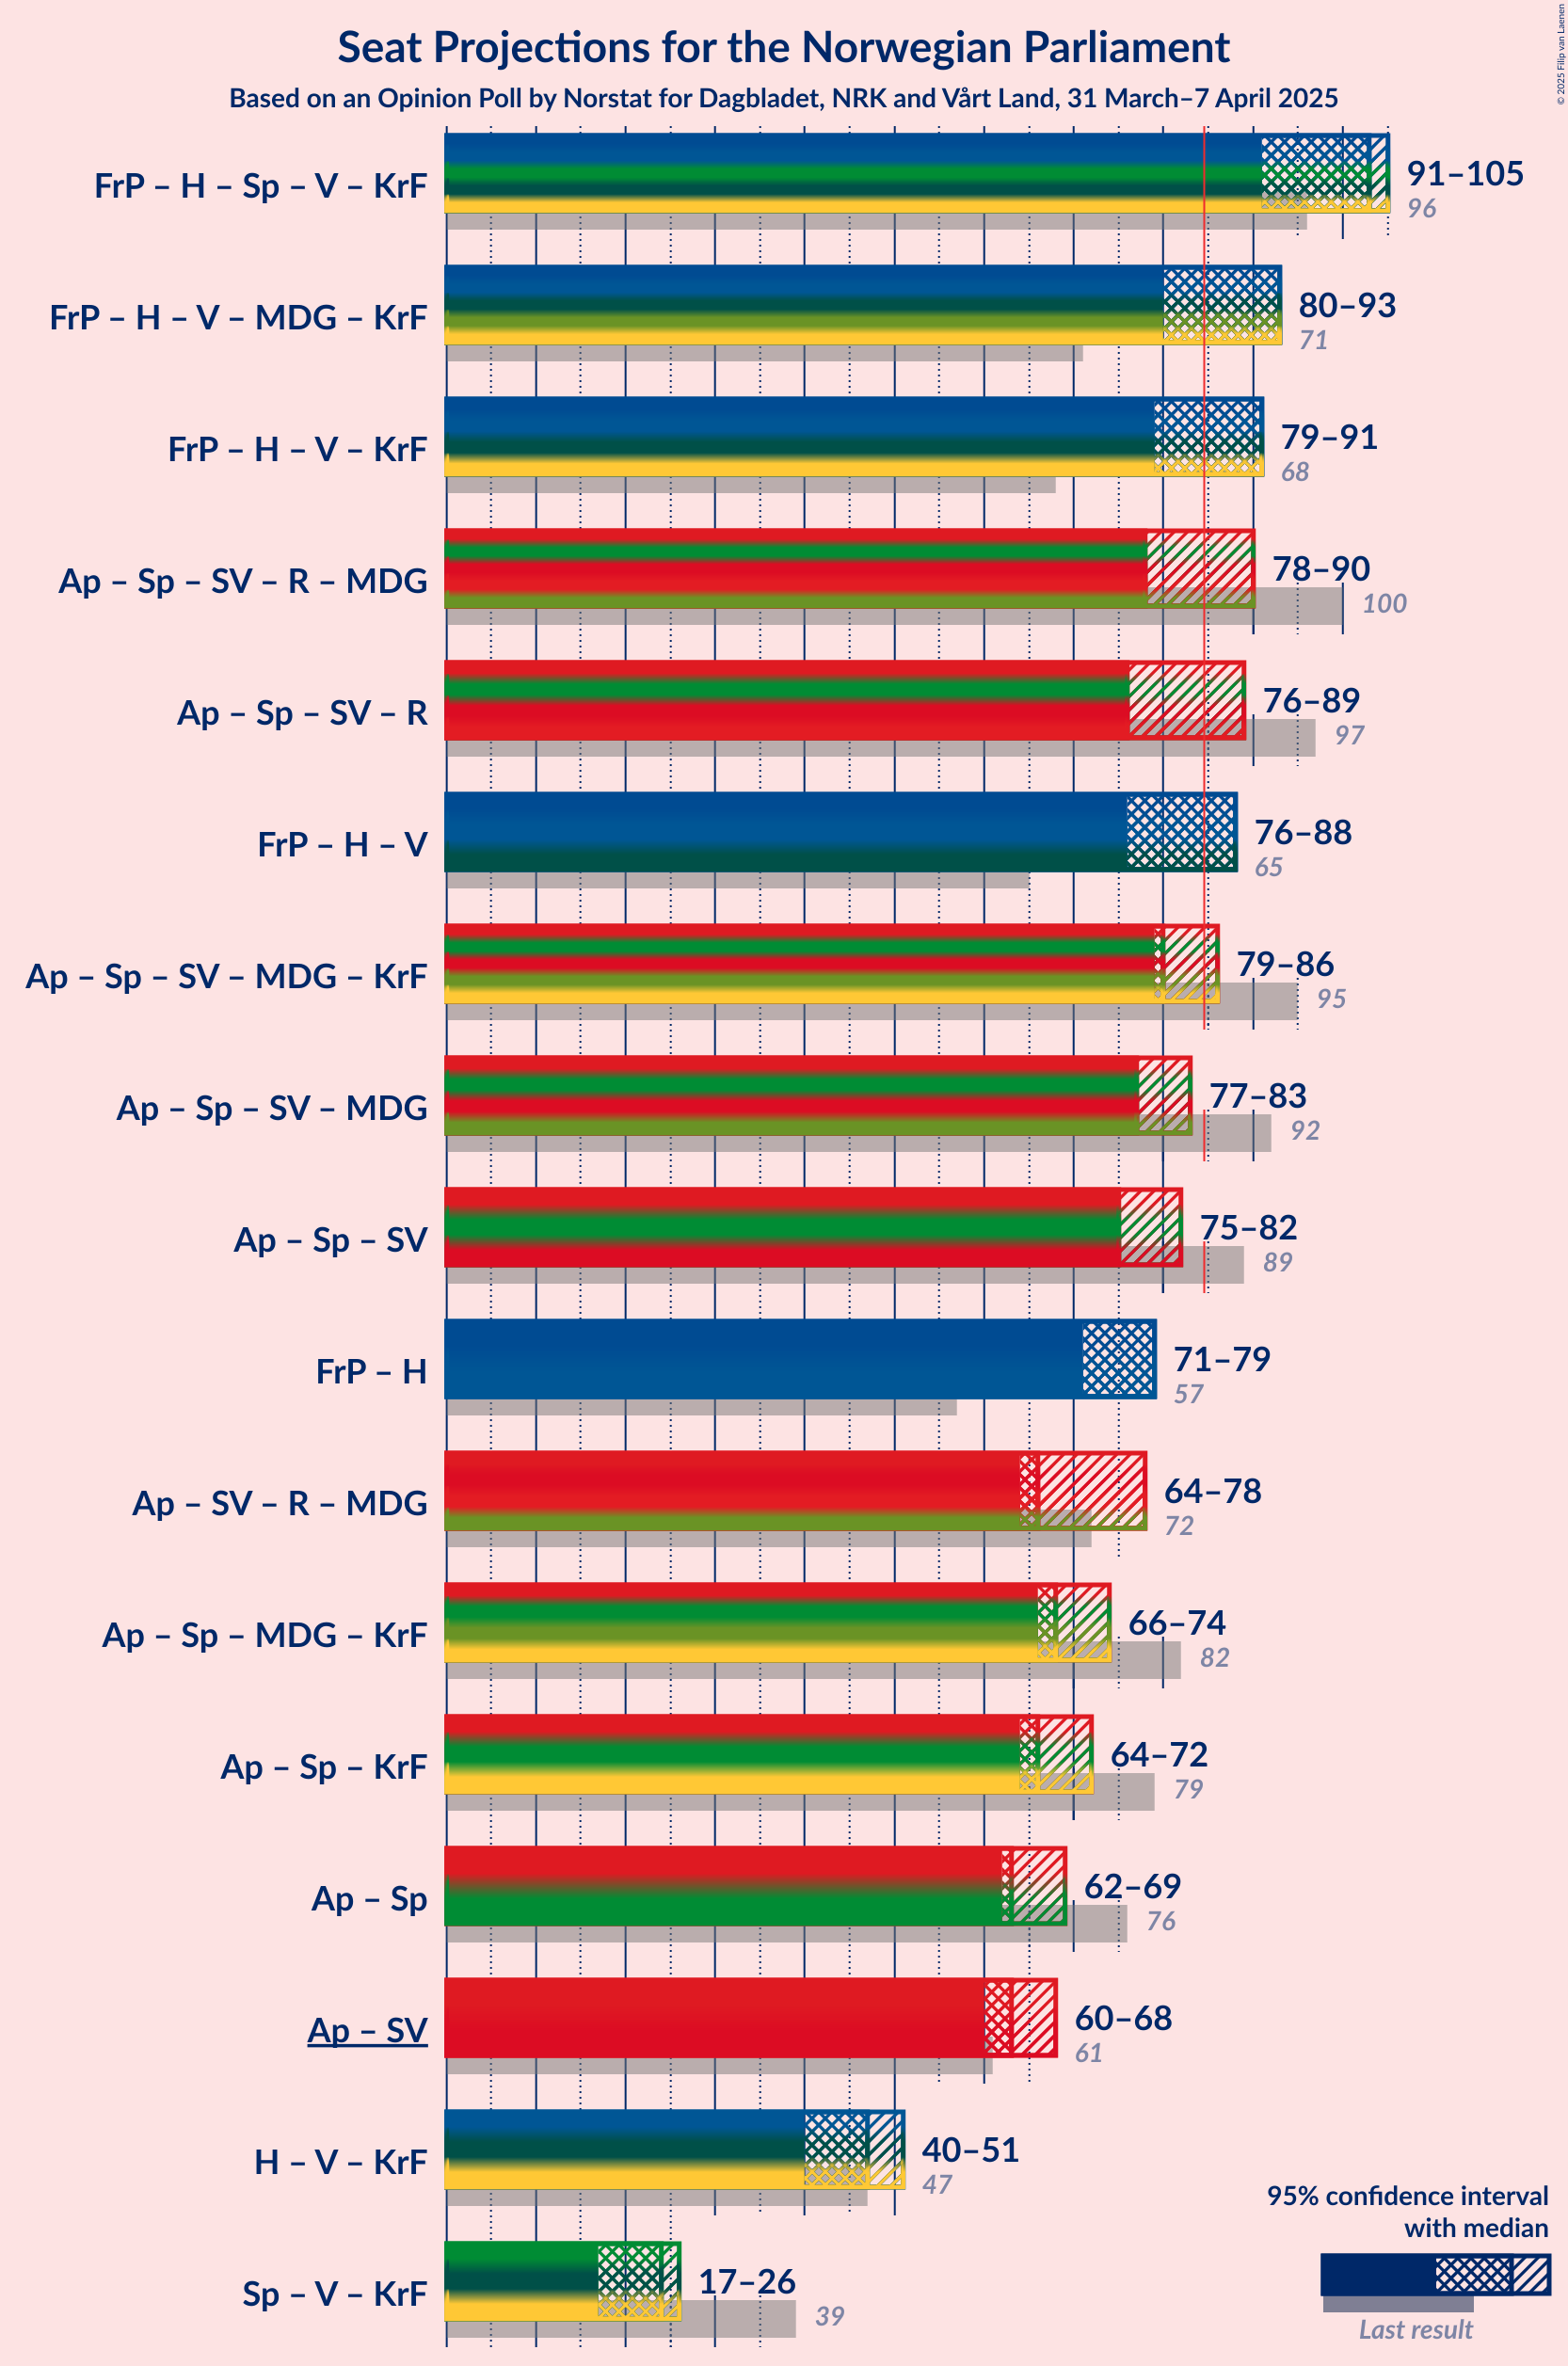 Seat Projections for the Norwegian Parliament
Based on an Opinion Poll by Norstat for Dagbladet, NRK and Vårt Land, 31 March–7 April 2025
© 2025 Filip van Laenen
FrP – H – Sp – V – KrF
91–105
96
FrP – H – V – MDG – KrF
80–93
71
FrP – H – V – KrF
79–91
68
Ap – Sp – SV – R – MDG
78–90
100
Ap – Sp – SV – R
76–89
97
FrP – H – V
76–88
65
Ap – Sp – SV – MDG – KrF
79–86
95
Ap – Sp – SV – MDG
77–83
92
Ap – Sp – SV
75–82
89
FrP – H
71–79
57
Ap – SV – R – MDG
64–78
72
Ap – Sp – MDG – KrF
66–74
82
Ap – Sp – KrF
64–72
79
Ap – Sp
62–69
76
Ap – SV
60–68
61
H – V – KrF
40–51
47
Sp – V – KrF
17–26
39
95% confidence interval
with median
Last result